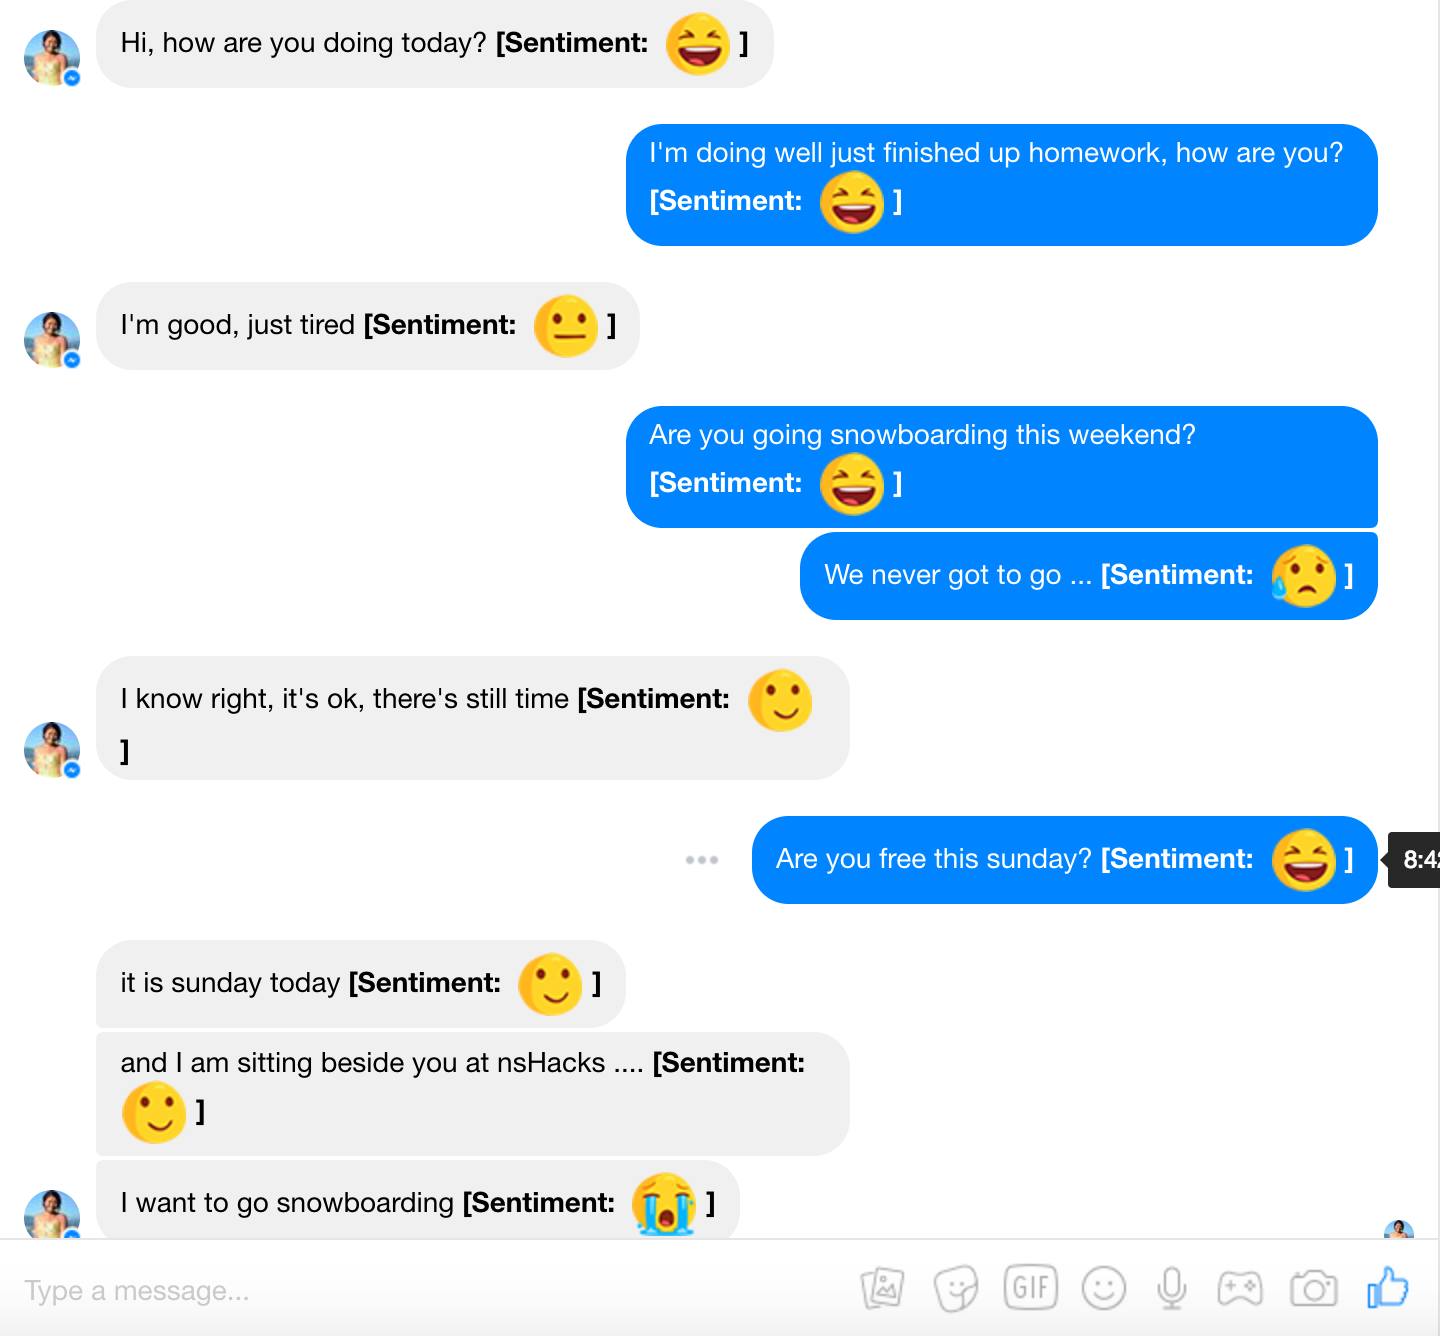 Hi, how are you doing today? [Sentiment: 😆 ]
I'm doing well just finished up homework, how are you?
[Sentiment: 😆 ]
I'm good, just tired [Sentiment: 😐 ]
Are you going snowboarding this weekend?
[Sentiment: 😆 ]
We never got to go ... [Sentiment: 😥 ]
I know right, it's ok, there's still time [Sentiment: 🙂
]
Are you free this sunday? [Sentiment: 😆 ]
it is sunday today [Sentiment: 🙂 ]
and I am sitting beside you at nsHacks .... [Sentiment:
🙂 ]
I want to go snowboarding [Sentiment: 😭 ]
Type a message...
GIF